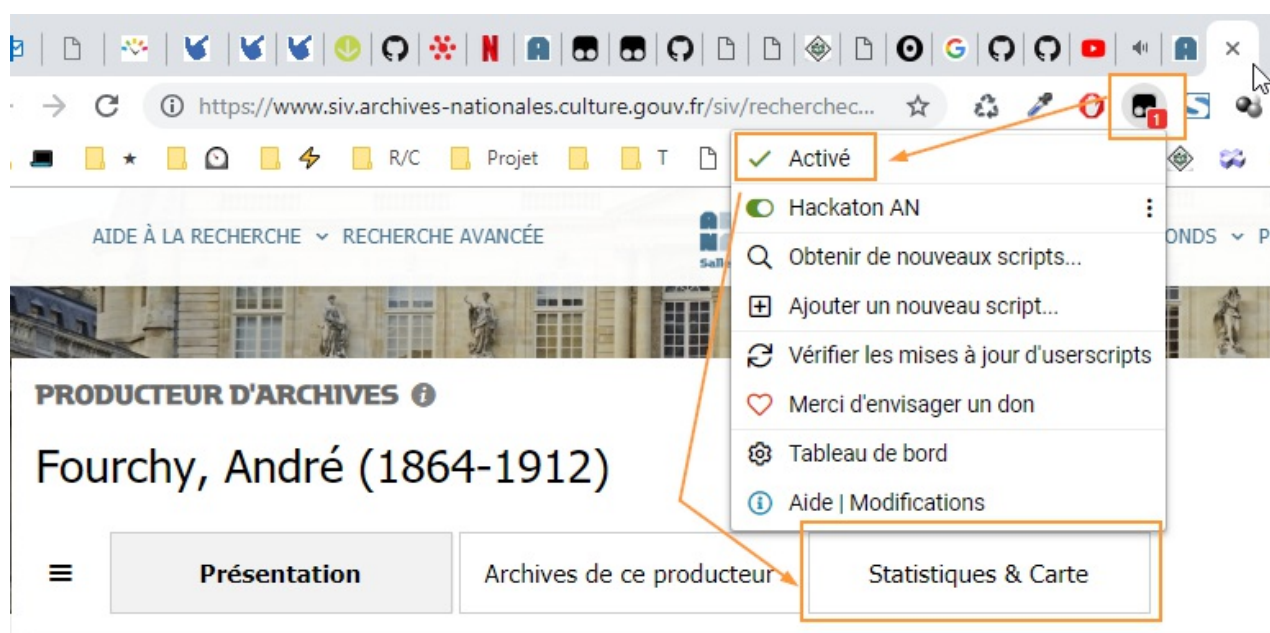 https://www.siv.archives-nationales.culture.gouv.fr/siv/recherchec...
1
R/C
Projet
T
Activé
Hackaton AN
AIDE À LA RECHERCHE
RECHERCHE AVANCÉE
Salle
ONDS
P
Obtenir de nouveaux scripts...
Ajouter un nouveau script...
Vérifier les mises à jour d'userscripts
PRODUCTEUR D'ARCHIVES
Merci d'envisager un don
Fourchy, André (1864-1912)
Tableau de bord
Aide | Modifications
Présentation
Archives de ce producteur
Statistiques & Carte